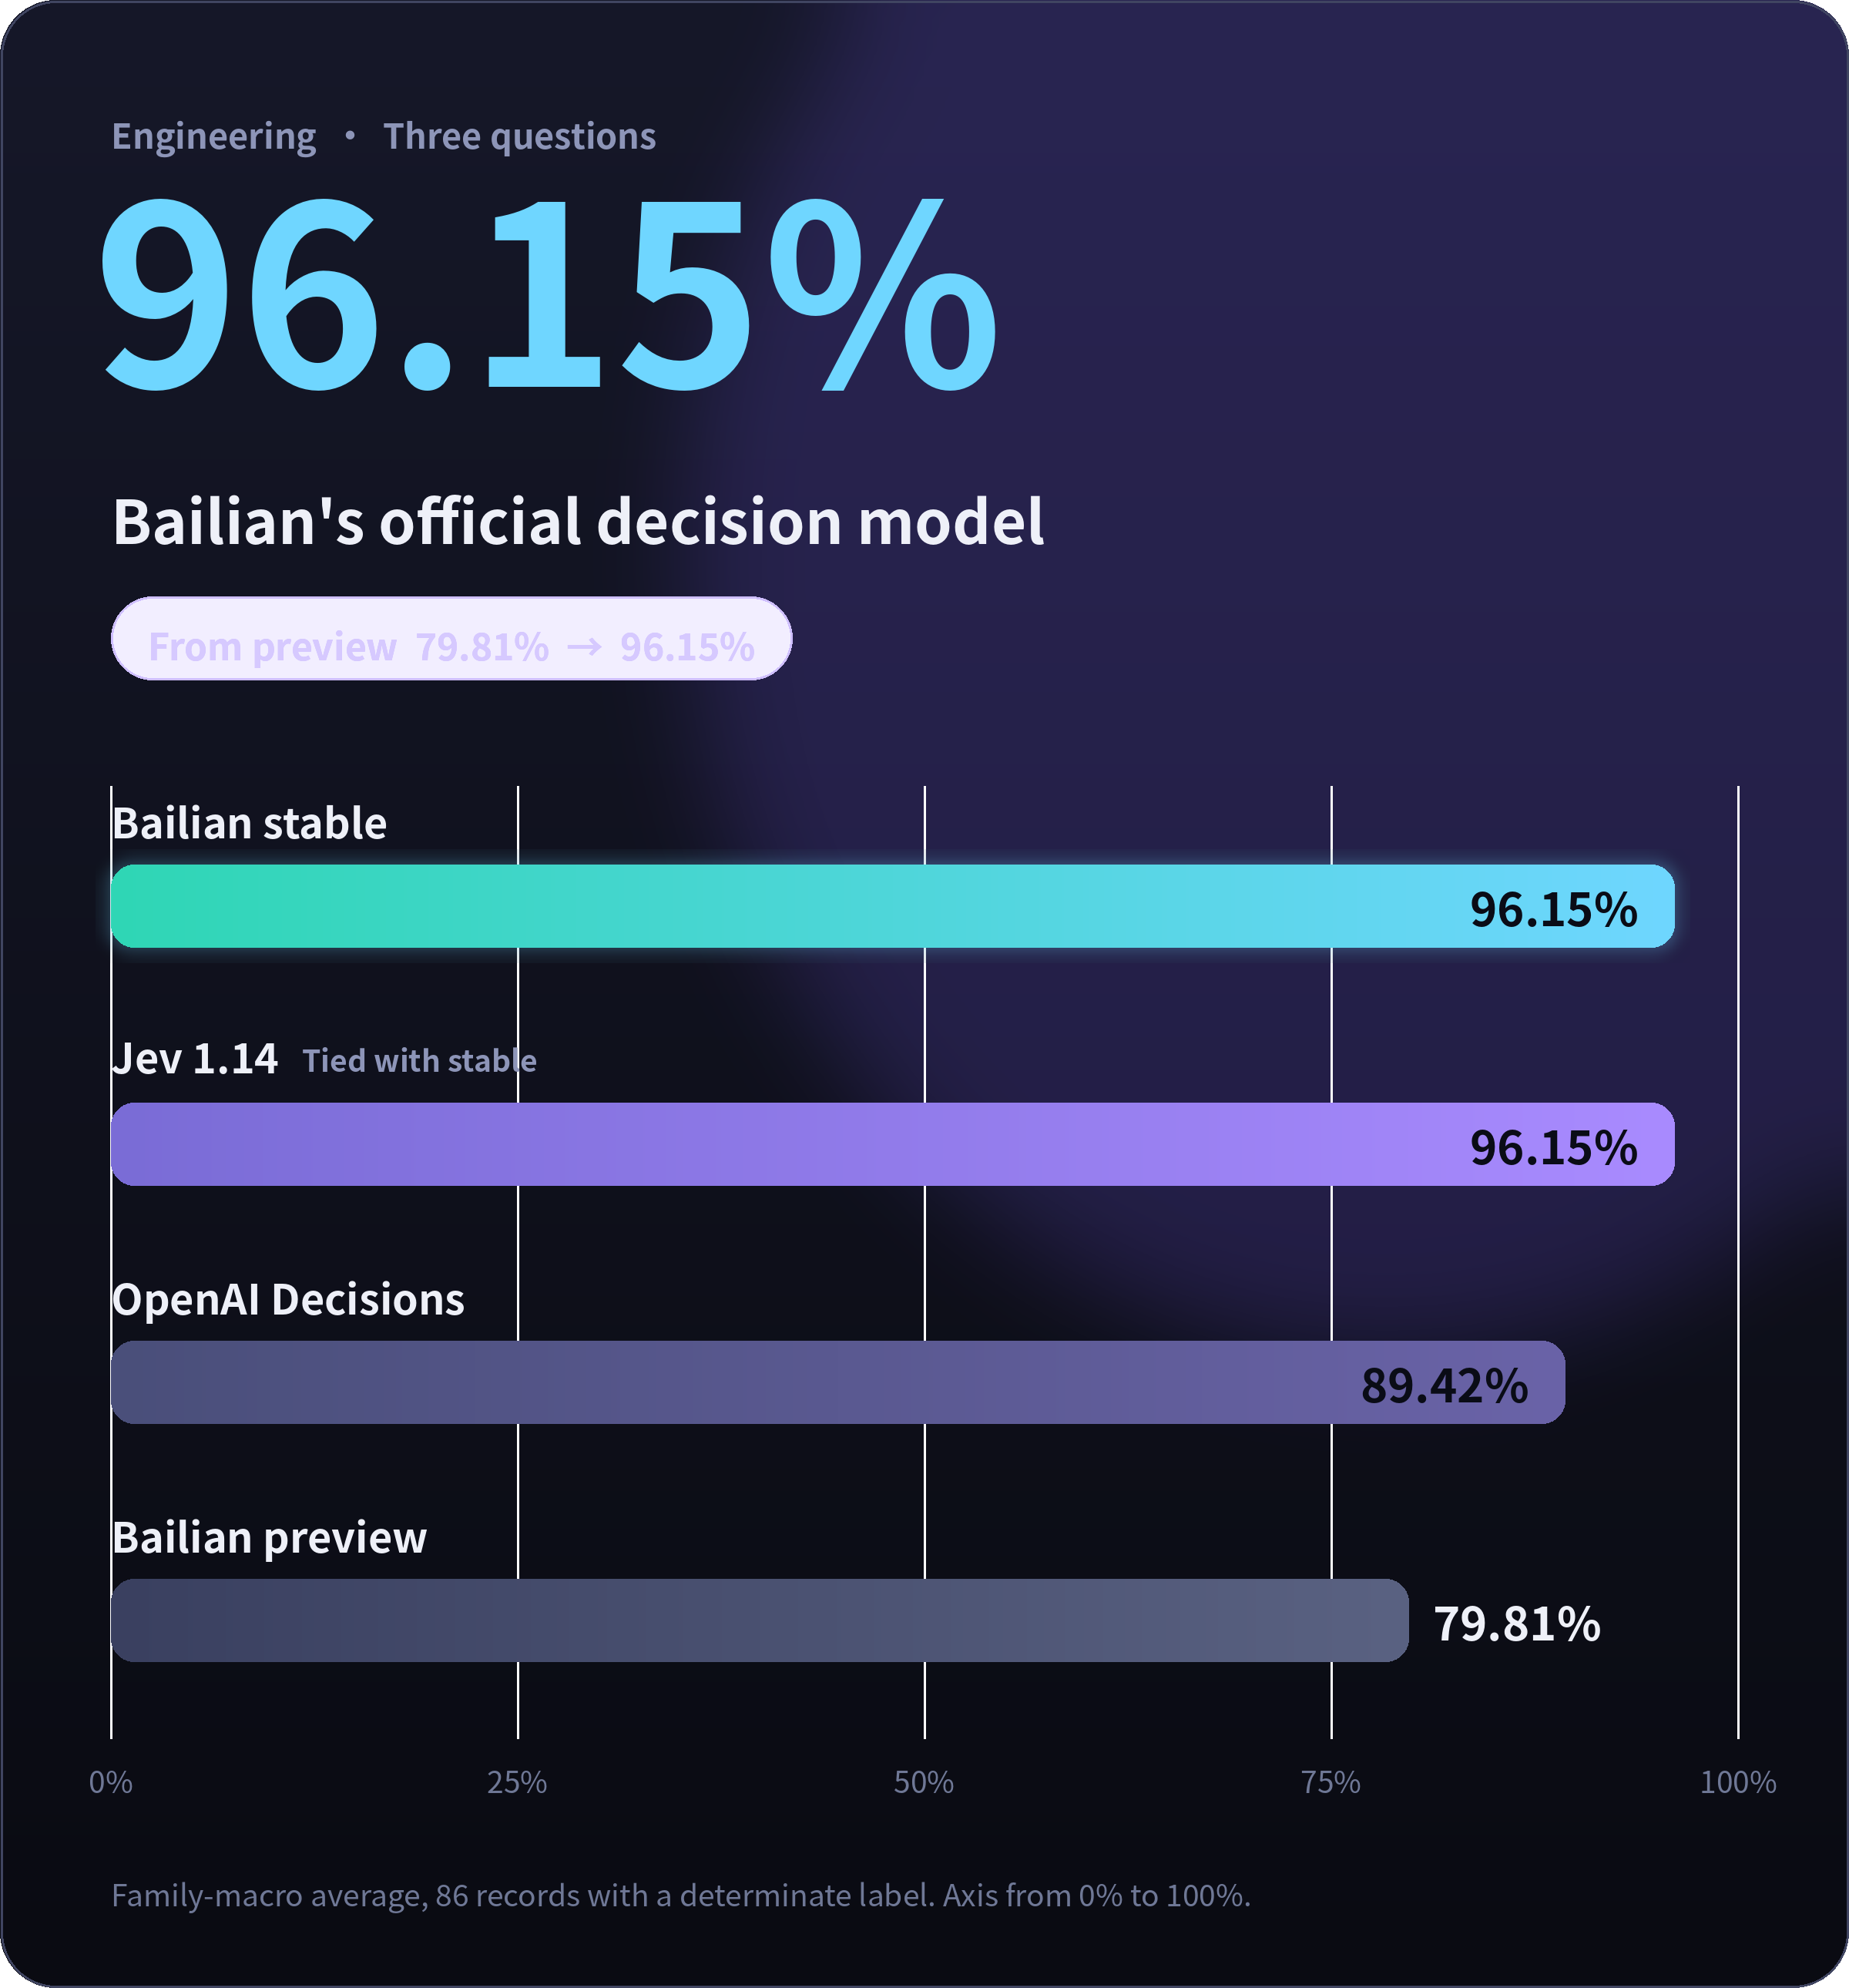 Engineering • Three questions
96.15%
Bailian's official decision model
From preview 79.81% → 96.15%
Bailian stable
96.15%
Jev 1.14 Tied with stable
96.15%
OpenAI Decisions
89.42%
Bailian preview
79.81%
0% 25% 50% 75% 100%
Family-macro average, 86 records with a determinate label. Axis from 0% to 100%.